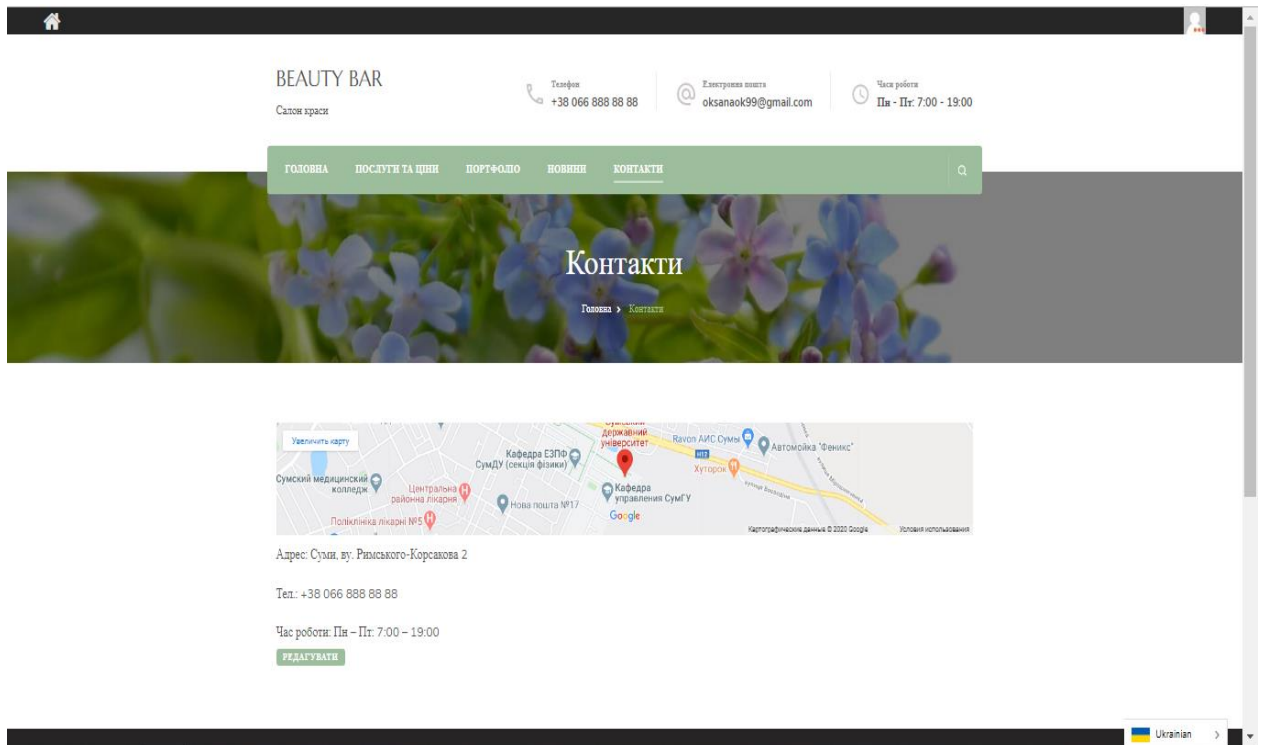 BEAUTY BAR
Салон краси
Телефон
+38 066 888 88 88
Електронна пошта
oksanaok99@gmail.com
Часи роботи
Пн - Пт: 7:00 - 19:00
ГОЛОВНА ПОСЛУГИ ТА ЦІНИ ПОРТФОЛІО НОВИНИ КОНТАКТИ
Контакти
Головна > Контакти
Увеличить карту
державний
університет
Ravon АИС Сумы
Автомойка "Феникс"
Кафедра ЕЗПФ
СумДУ (секція фізики)
H12
Хуторок
Сумский медицинский
колледж
Центральна
районна лікарня
Нова пошта №17
Кафедра
управления СумГУ
Поліклініка лікарні №5
Google
Картографические данные © 2020 Google
Условия использования
Адрес: Суми, ву. Римського-Корсакова 2
Тел.: +38 066 888 88 88
Час роботи: Пн – Пт: 7:00 – 19:00
РЕДАГУВАТИ
Ukrainian >